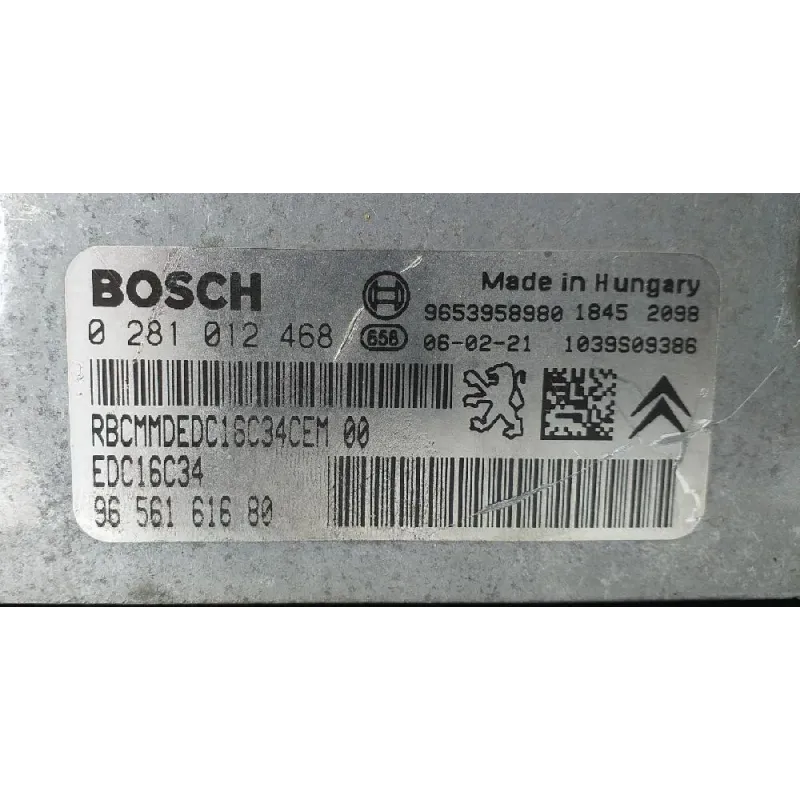 BOSCH
Made in Hungary
9653958980 1845 2098
0 281 012 468
656 06-02-21 1039S09386
RBCMMDEDC16C34CEM 00
EDC16C34
96 561 616 80